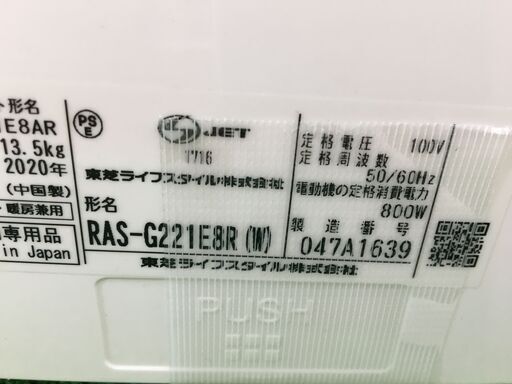 ト形名
1E8AR
13.5kg
2020年
(中国製)
・暖房兼用
専用品
in Japan
PS
E
JET
1716
東芝ライフスタイル株式会社
形名
RAS-G221E8R(W)
東芝ライフスタイル株式会社
定格電圧 100V
定格周波数
50/60Hz
電動機の定格消費電力
800W
製造番号
047A1639
PUSH